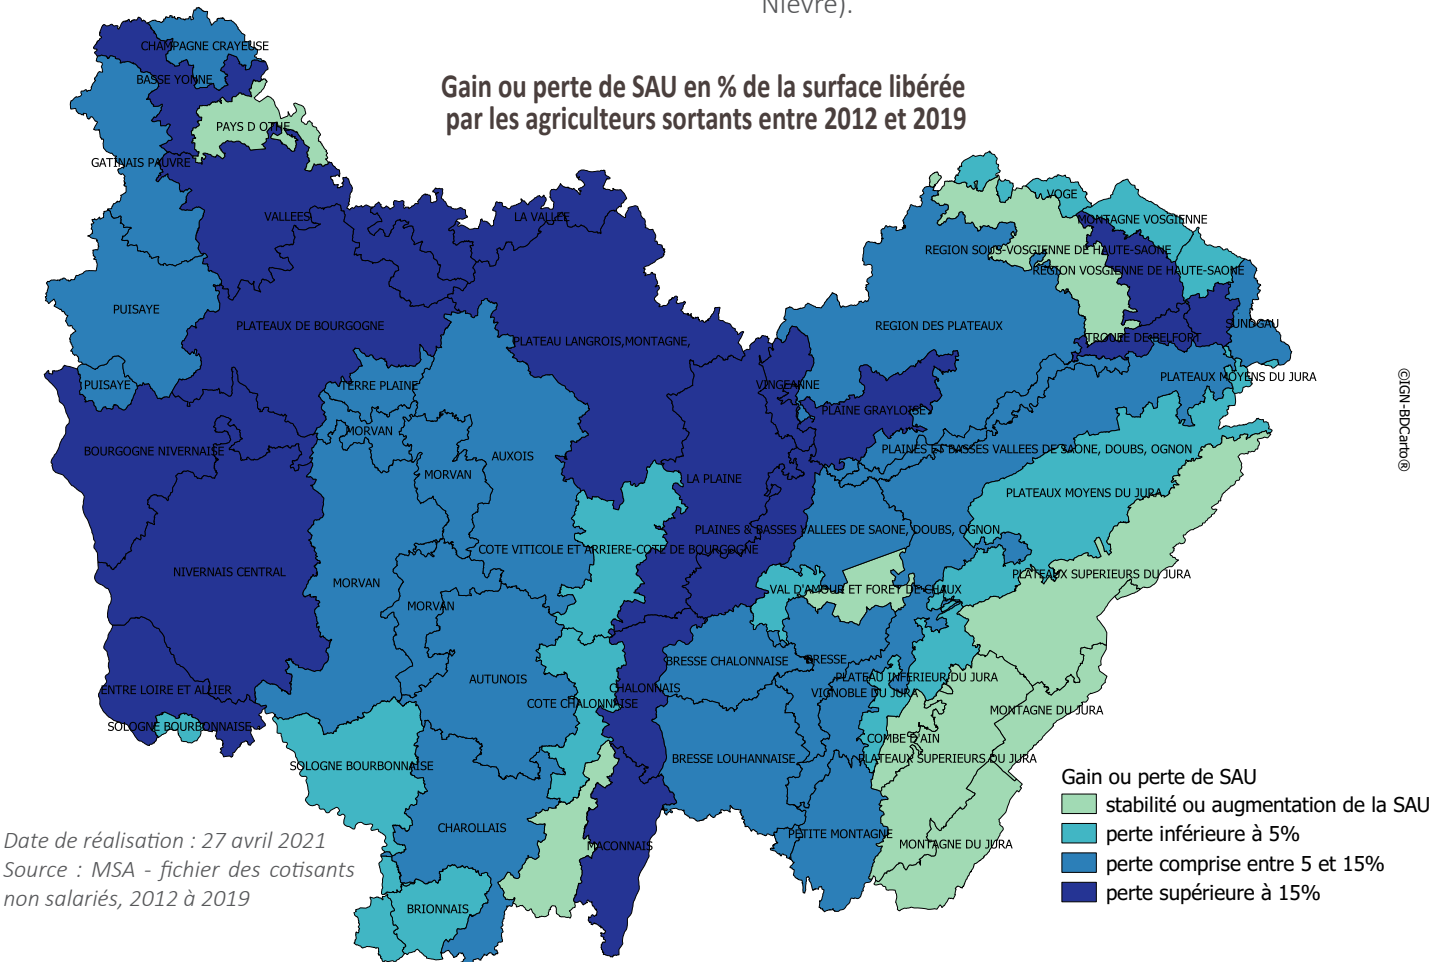 Nièvre).
Gain ou perte de SAU en % de la surface libérée
par les agriculteurs sortants entre 2012 et 2019
CHAMPAGNE CRAYEUSE
BASSE YONNE
PAYS D OTHE
GATINAIS PAUVRE
VALLEES
LA VALLEE
VOGE
MONTAGNE VOSGIENNE
REGION SOUS-VOSGIENNE DE HAUTE-SAONE
REGION VOSGIENNE DE HAUTE-SAONE
PUISAYE
PLATEAUX DE BOURGOGNE
PLATEAU LANGROIS,MONTAGNE,
REGION DES PLATEAUX
SUNDGAU
TROUEE DE BELFORT
PUISAYE
TERRE PLAINE
VINGEANNE
PLATEAUX MOYENS DU JURA
PLAINE GRAYLOISE
MORVAN
BOURGOGNE NIVERNAISE
AUXOIS
PLAINES ET BASSES VALLEES DE SAONE, DOUBS, OGNON
MORVAN
LA PLAINE
PLATEAUX MOYENS DU JURA
PLAINES & BASSES VALLEES DE SAONE, DOUBS, OGNON
COTE VITICOLE ET ARRIERE-COTE DE BOURGOGNE
NIVERNAIS CENTRAL
MORVAN
PLATEAUX SUPERIEURS DU JURA
VAL D'AMOUR ET FORET DE CHAUX
MORVAN
BRESSE CHALONNAISE
BRESSE
AUTUNOIS
PLATEAU INFERIEUR DU JURA
ENTRE LOIRE ET ALLIER
CHALONNAIS
VIGNOBLE DU JURA
COTE CHALONNAISE
MONTAGNE DU JURA
SOLOGNE BOURBONNAISE
COMBE D'AIN
SOLOGNE BOURBONNAISE
BRESSE LOUHANNAISE
PLATEAUX SUPERIEURS DU JURA
CHAROLLAIS
PETITE MONTAGNE
MACONNAIS
MONTAGNE DU JURA
BRIONNAIS
©IGN-BDCarto®
Gain ou perte de SAU
stabilité ou augmentation de la SAU
perte inférieure à 5%
perte comprise entre 5 et 15%
perte supérieure à 15%
Date de réalisation : 27 avril 2021
Source : MSA - fichier des cotisants
non salariés, 2012 à 2019